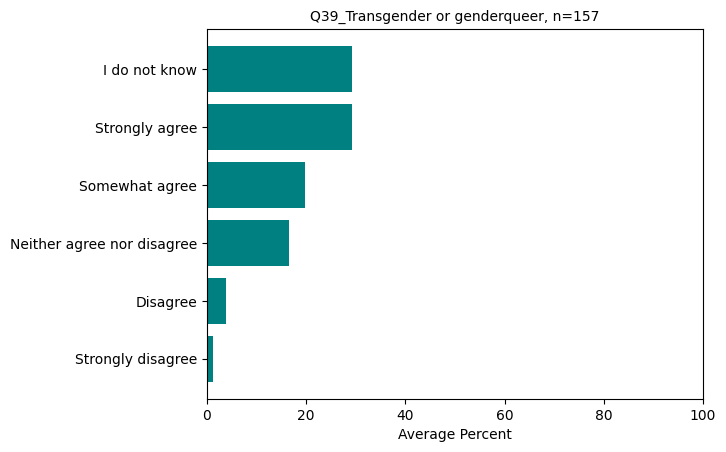 Q39_Transgender or genderqueer, n=157
I do not know
Strongly agree
Somewhat agree
Neither agree nor disagree
Disagree
Strongly disagree
0 20 40 60 80 100
Average Percent